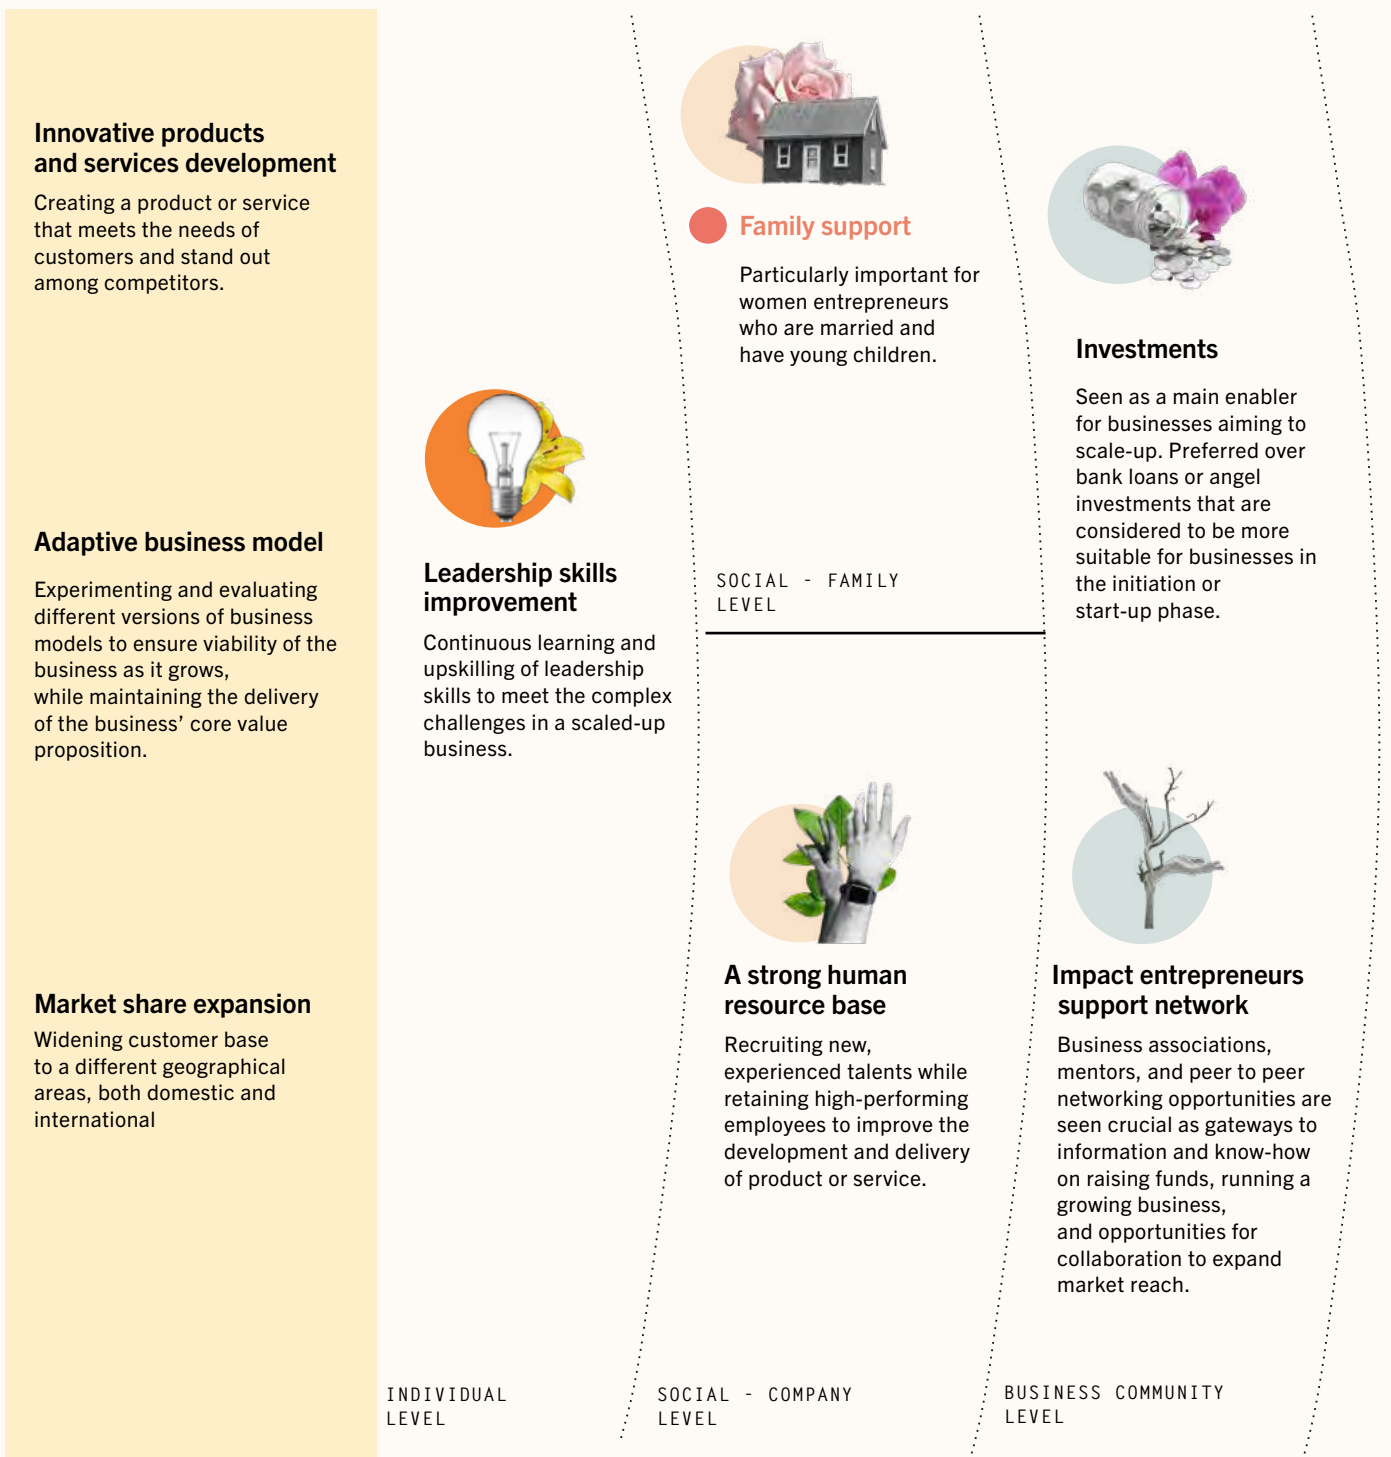 Innovative products
and services development
Creating a product or service
that meets the needs of
customers and stand out
among competitors.
Adaptive business model
Experimenting and evaluating
different versions of business
models to ensure viability of the
business as it grows,
while maintaining the delivery
of the business’ core value
proposition.
Market share expansion
Widening customer base
to a different geographical
areas, both domestic and
international
Leadership skills
improvement
Continuous learning and
upskilling of leadership
skills to meet the complex
challenges in a scaled-up
business.
INDIVIDUAL
LEVEL
Family support
Particularly important for
women entrepreneurs
who are married and
have young children.
SOCIAL - FAMILY
LEVEL
A strong human
resource base
Recruiting new,
experienced talents while
retaining high-performing
employees to improve the
development and delivery
of product or service.
SOCIAL - COMPANY
LEVEL
Investments
Seen as a main enabler
for businesses aiming to
scale-up. Preferred over
bank loans or angel
investments that are
considered to be more
suitable for businesses in
the initiation or
start-up phase.
Impact entrepreneurs
support network
Business associations,
mentors, and peer to peer
networking opportunities are
seen crucial as gateways to
information and know-how
on raising funds, running a
growing business,
and opportunities for
collaboration to expand
market reach.
BUSINESS COMMUNITY
LEVEL